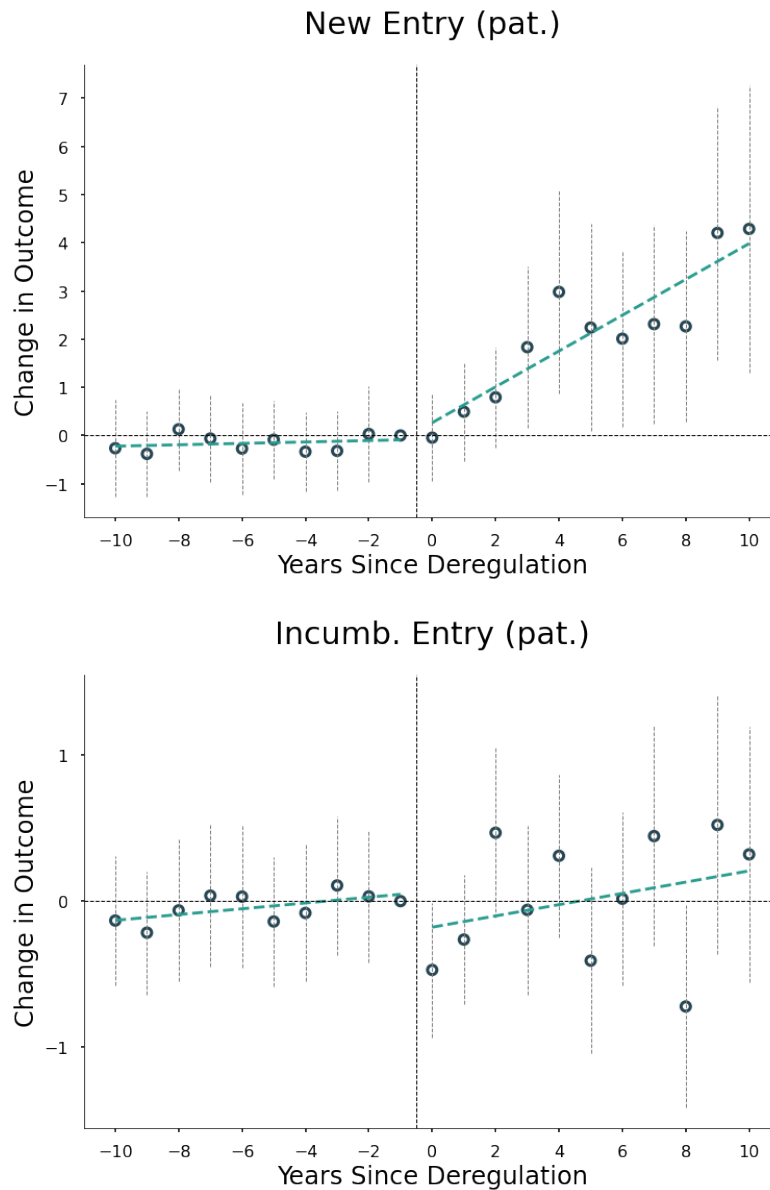 New Entry (pat.)
Change in Outcome
7
6
5
4
3
2
1
0
−1
−10 −8 −6 −4 −2 0 2 4 6 8 10
Years Since Deregulation
Incumb. Entry (pat.)
Change in Outcome
1
0
−1
−10 −8 −6 −4 −2 0 2 4 6 8 10
Years Since Deregulation